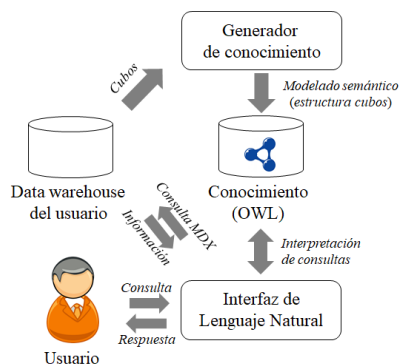 Generador
de conocimiento
Cubos
Modelado semántico
(estructura cubos)
Data warehouse
del usuario
Conocimiento
(OWL)
Consulta MDX
Información
Interpretación
de consultas
Consulta
Respuesta
Interfaz de
Lenguaje Natural
Usuario